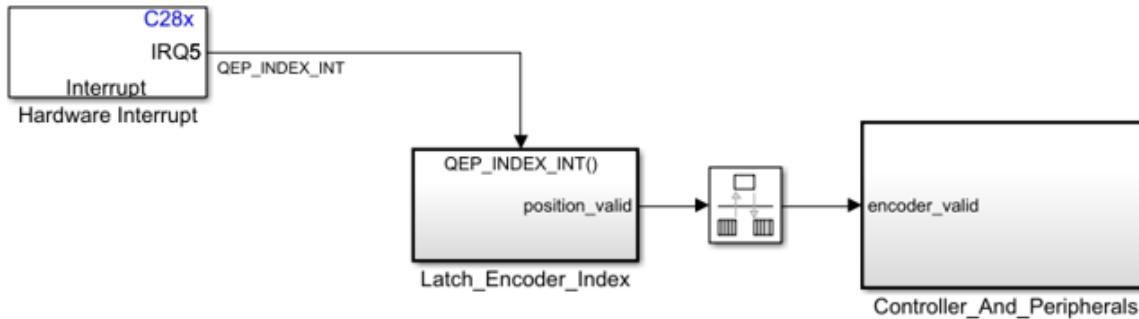 C28x
IRQ5
Interrupt
Hardware Interrupt
QEP_INDEX_INT
QEP_INDEX_INT()
position_valid
Latch_Encoder_Index
encoder_valid
Controller_And_Peripherals